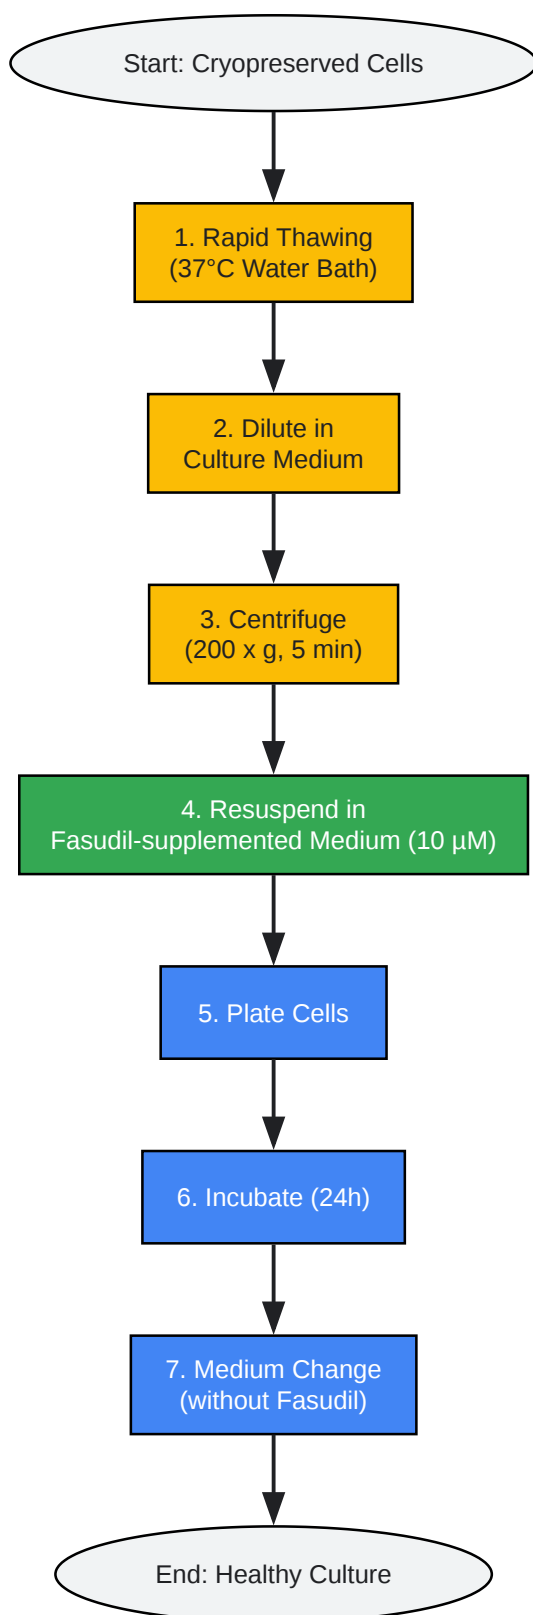 Start: Cryopreserved Cells
1. Rapid Thawing
(37°C Water Bath)
2. Dilute in
Culture Medium
3. Centrifuge
(200 x g, 5 min)
4. Resuspend in
Fasudil-supplemented Medium (10 µM)
5. Plate Cells
6. Incubate (24h)
7. Medium Change
(without Fasudil)
End: Healthy Culture